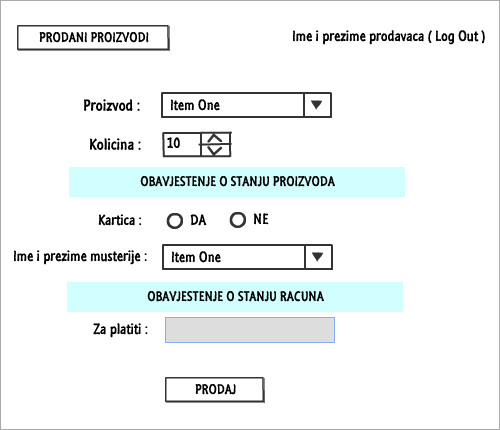 PRODANI PROIZVODI
Ime i prezime prodavaca ( Log Out )
Proizvod : Item One
Kolicina : 10
OBAVJESTENJE O STANJU PROIZVODA
Kartica : DA NE
Ime i prezime musterije : Item One
OBAVJESTENJE O STANJU RACUNA
Za platiti :
PRODAJ